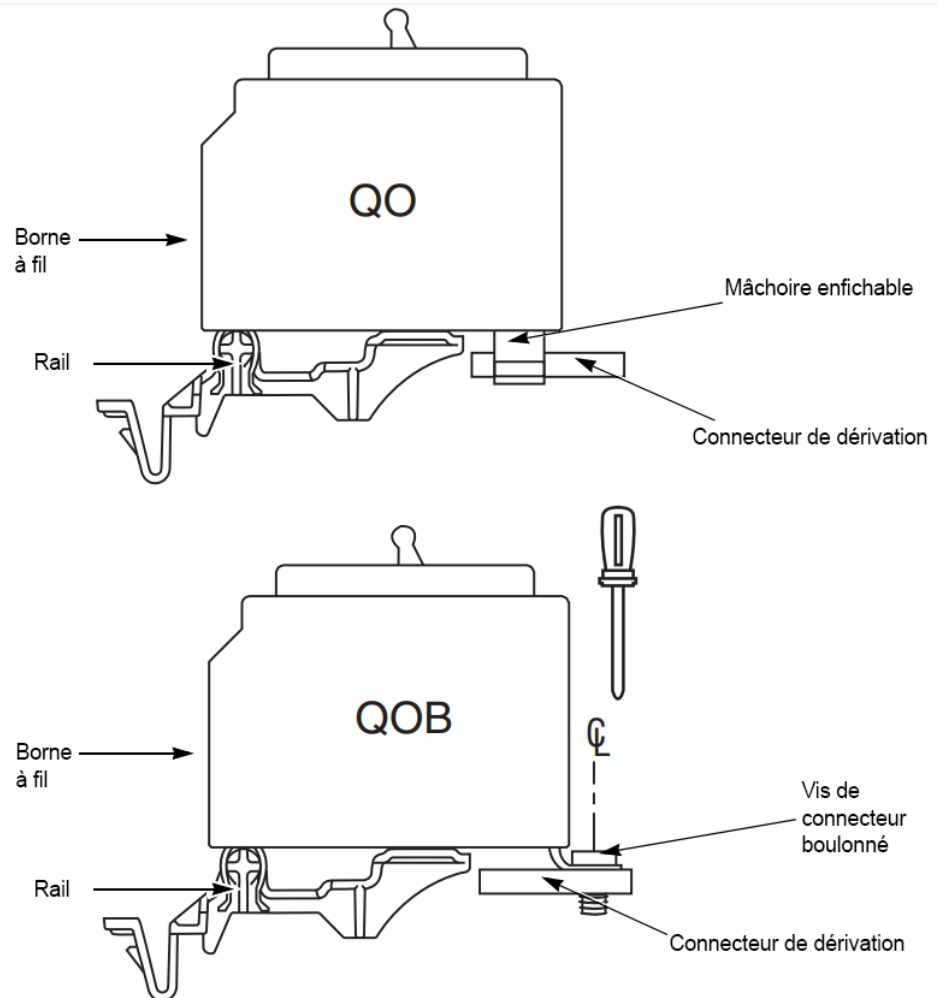 QO
Borne
à fil
Mâchoire enfichable
Rail
Connecteur de dérivation
QOB
℄
Borne
à fil
Vis de
connecteur
boulonné
Rail
Connecteur de dérivation